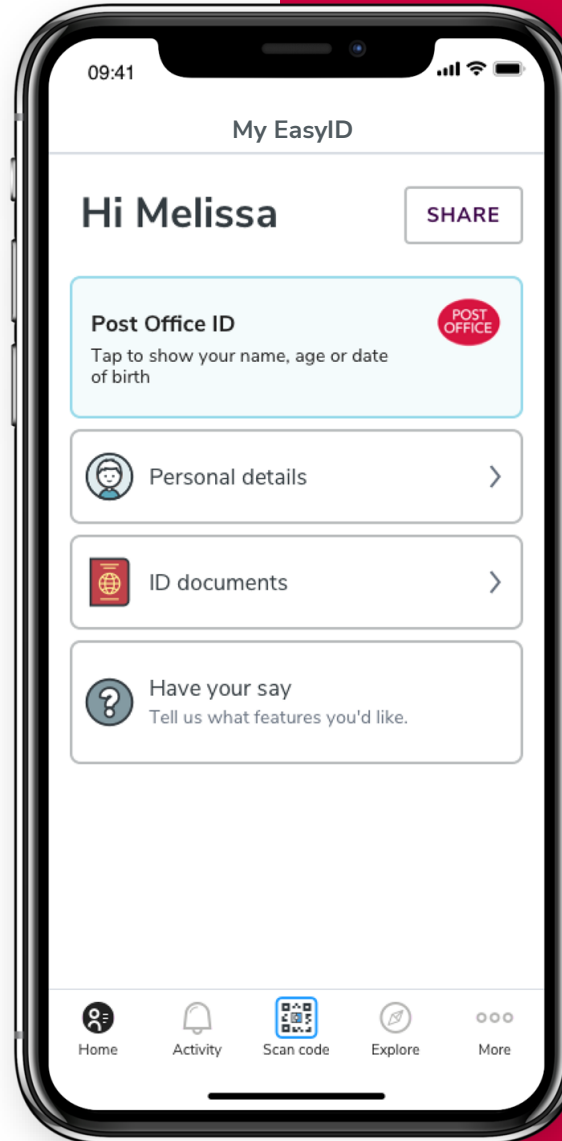 09:41
My EasyID
Hi Melissa
SHARE
Post Office ID
POST
OFFICE
Tap to show your name, age or date
of birth
Personal details
ID documents
Have your say
Tell us what features you'd like.
Home
Activity
Scan code
Explore
More